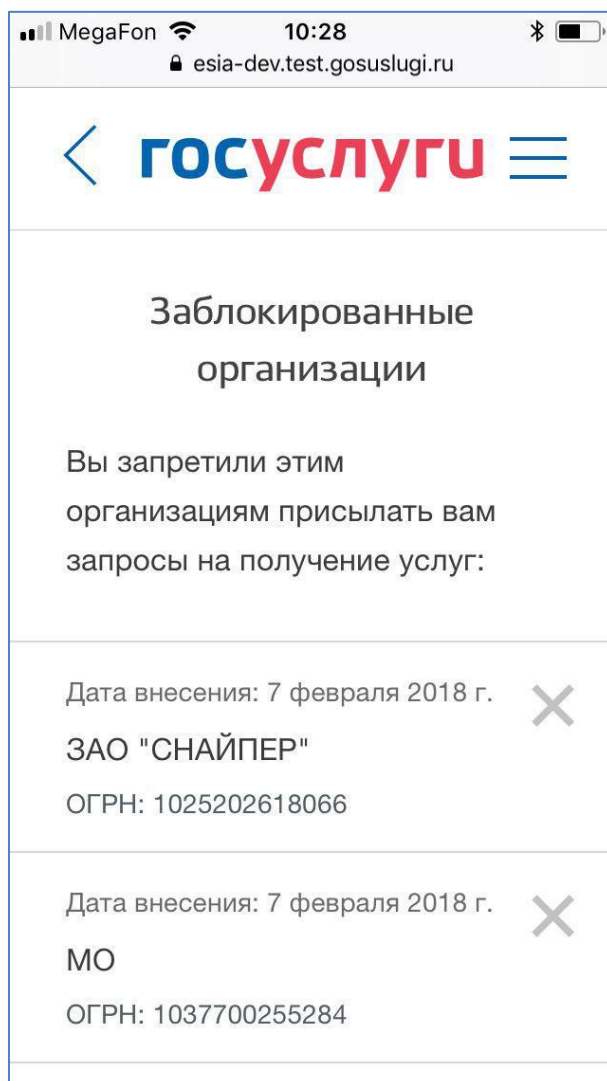 MegaFon 10:28
esia-dev.test.gosuslugi.ru
госуслуги
Заблокированные
организации
Вы запретили этим
организациям присылать вам
запросы на получение услуг:
Дата внесения: 7 февраля 2018 г.
ЗАО "СНАЙПЕР"
ОГРН: 1025202618066
Дата внесения: 7 февраля 2018 г.
МО
ОГРН: 1037700255284